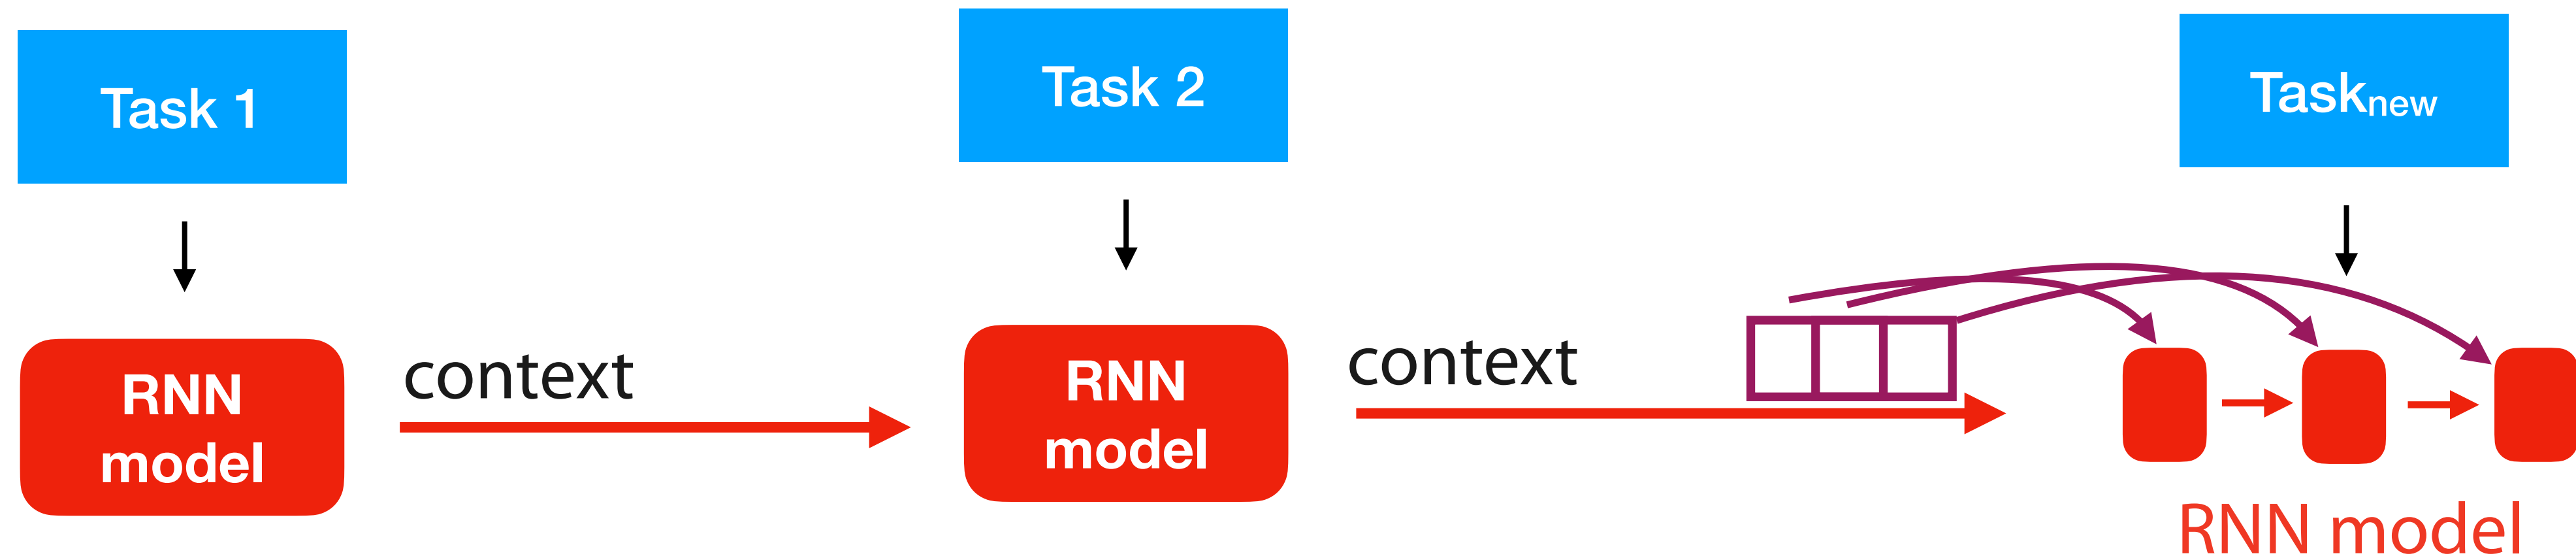 Task 1
Task 2
Tasknew
RNN
model
context
RNN
model
context
RNN model